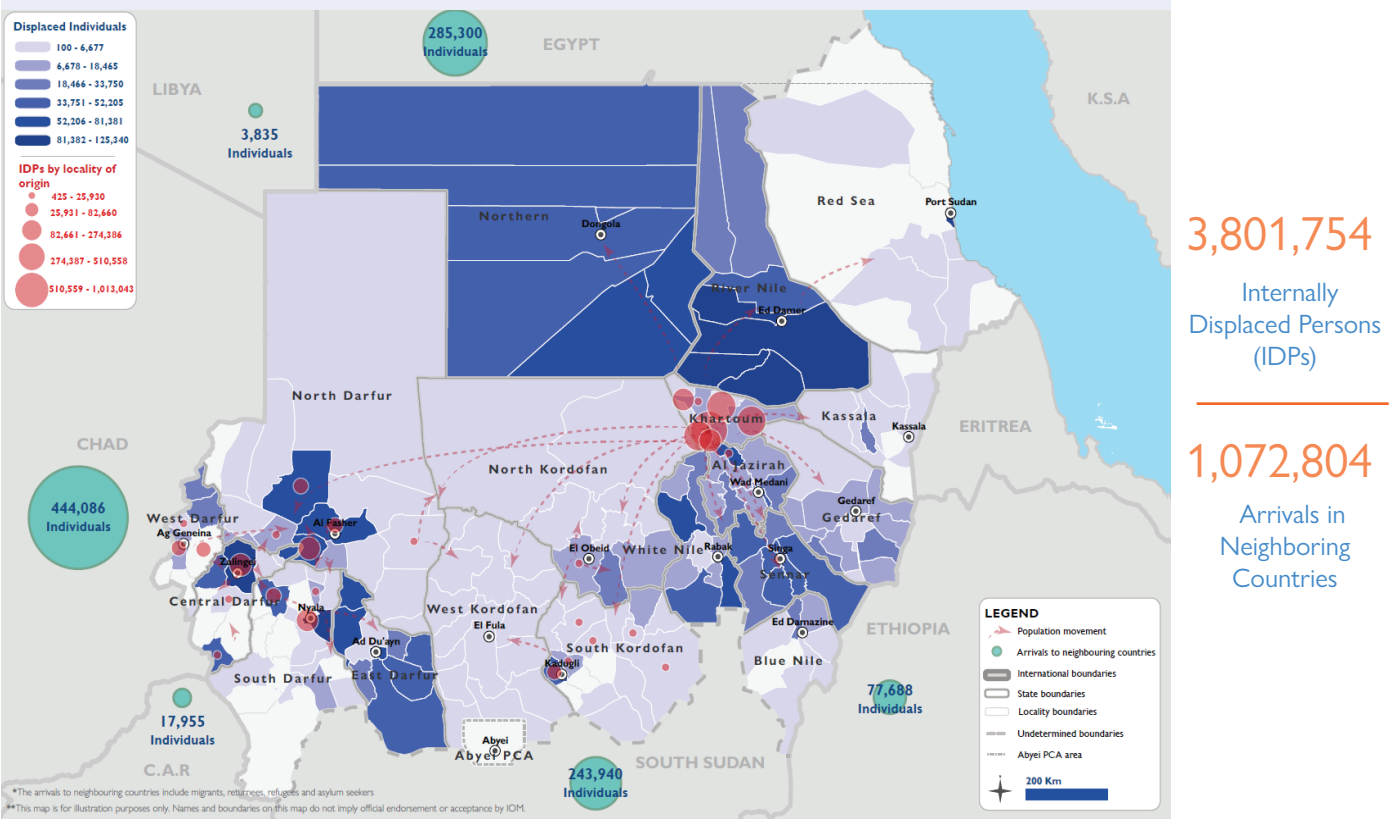 Displaced Individuals
100 - 6,677
6,678 - 18,465
18,466 - 33,750
33,751 - 52,205
52,206 - 81,381
81,382 - 125,340
IDPs by locality of
origin
425 - 25,930
25,931 - 82,660
82,661 - 274,386
274,387 - 510,558
510,559 - 1,013,043
285,300
Individuals
EGYPT
LIBYA
3,835
Individuals
K.S.A
Northern
Dongola
Red Sea
Port Sudan
River Nile
Ed Damer
North Darfur
Khartoum
Kassala
Kassala
ERITREA
CHAD
444,086
Individuals
North Kordofan
Al Jazirah
Wad Medani
Gedaref
Gedaref
West Darfur
Ag Geneina
Al Fasher
Zalingei
El Obeid
White Nile
Rabak
Singa
Sennar
Central Darfur
Nyala
West Kordofan
El Fula
Ed Damazine
ETHIOPIA
Ad Du'ayn
South Kordofan
Blue Nile
Kadugli
South Darfur
East Darfur
77,688
Individuals
17,955
Individuals
Abyei
Abyei PCA
C.A.R
243,940
Individuals
SOUTH SUDAN
*The arrivals to neighbouring countries include migrants, returnees, refugees and asylum seekers
**This map is for illustration purposes only. Names and boundaries on this map do not imply official endorsement or acceptance by IOM.
LEGEND
Population movement
Arrivals to neighbouring countries
International boundaries
State boundaries
Locality boundaries
Undetermined boundaries
Abyei PCA area
200 Km
3,801,754
Internally
Displaced Persons
(IDPs)
1,072,804
Arrivals in
Neighboring
Countries